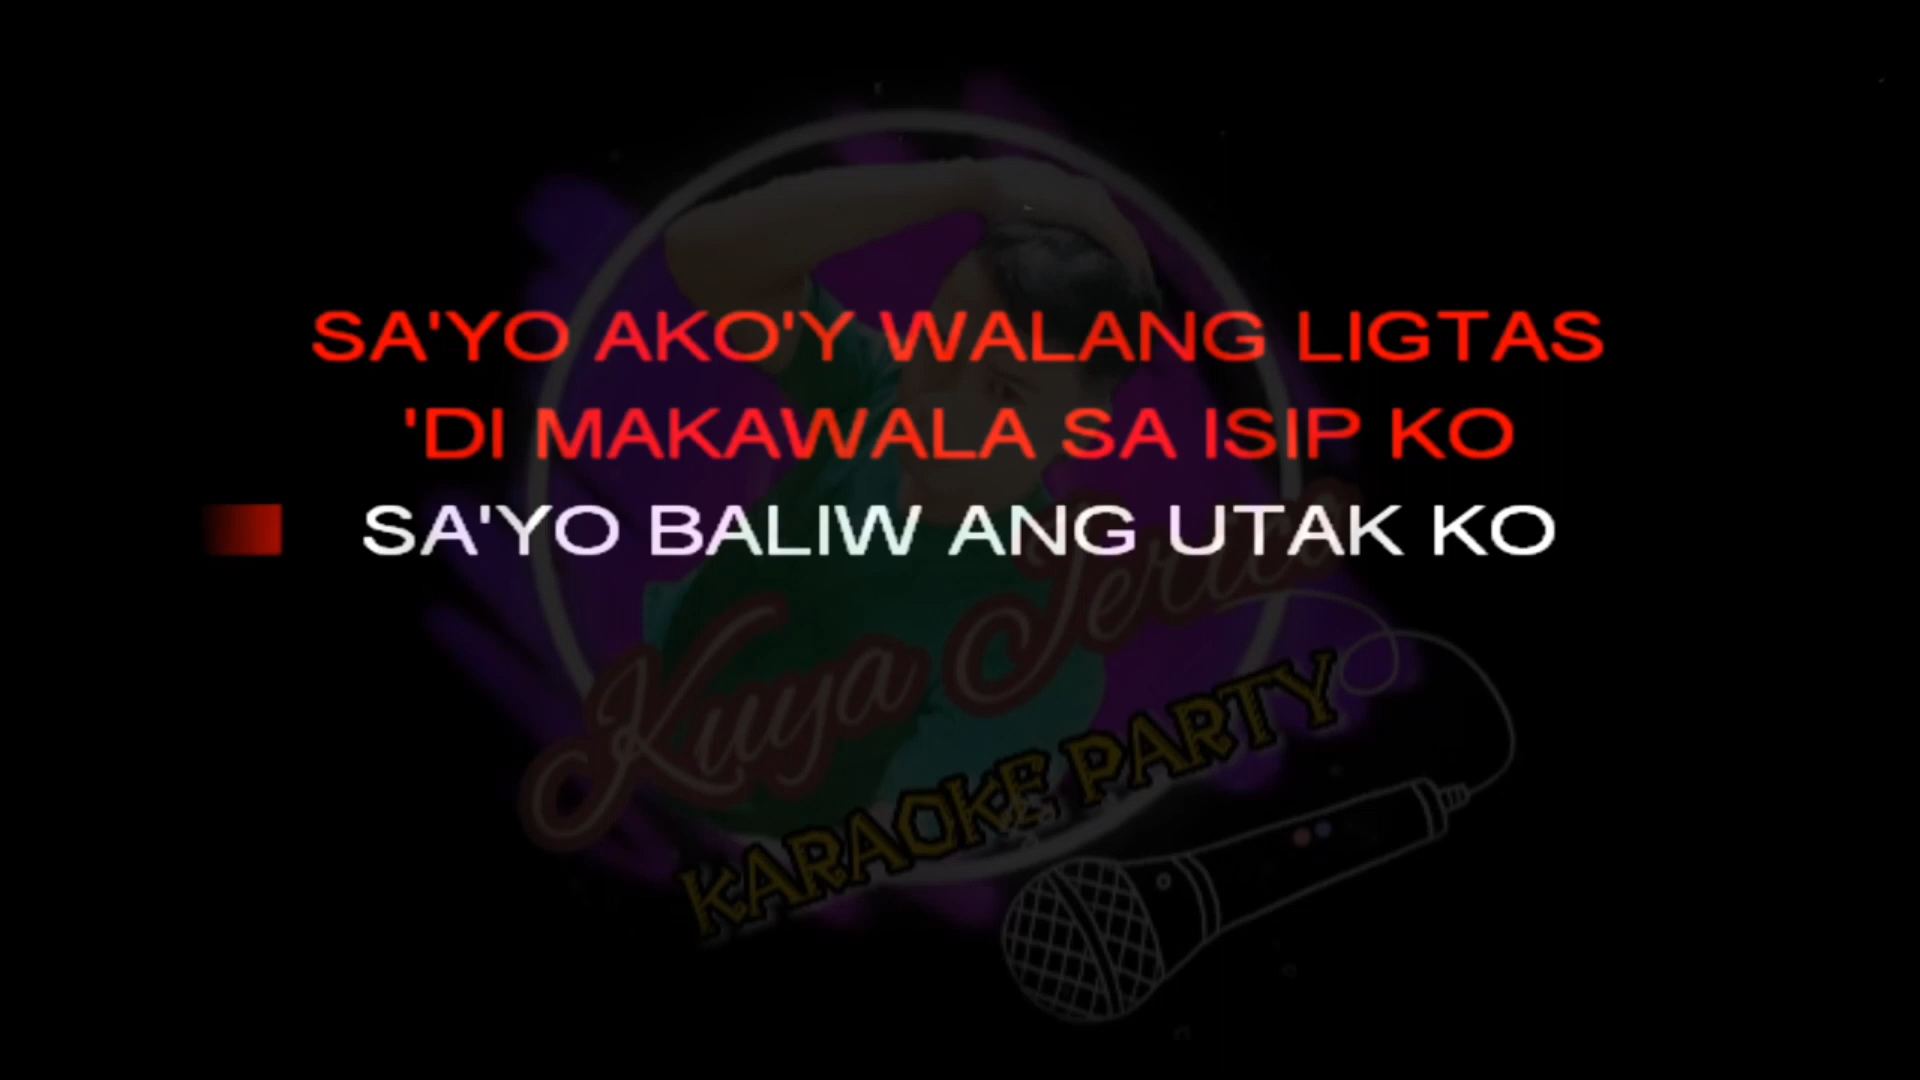 SA'YO AKO'Y WALANG LIGTAS
'DI MAKAWALA SA ISIP KO
SA'YO BALIW ANG UTAK KO
Kuya
KARAOKE PARTY